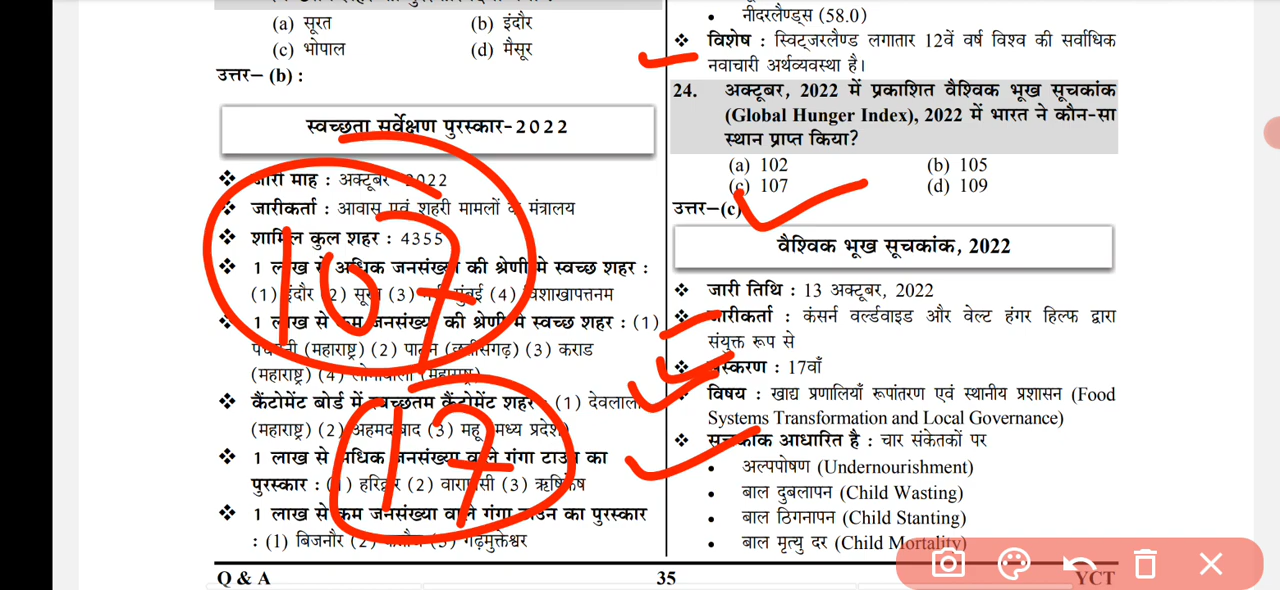 (a) सूरत (b) इंदौर
(c) भोपाल (d) मैसूर
उत्तर– (b) :
स्वच्छता सर्वेक्षण पुरस्कार-2022
❖ जारी माह : अक्टूबर 2022
❖ जारीकर्ता : आवास एवं शहरी मामलों के मंत्रालय
❖ शामिल कुल शहर : 4355
❖ 1 लाख से अधिक जनसंख्या की श्रेणी मे स्वच्छ शहर :
(1) इंदौर (2) सूरत (3) मुंबई (4) विशाखापत्तनम
❖ 1 लाख से कम जनसंख्या की श्रेणी मे स्वच्छ शहर : (1)
(महाराष्ट्र) (2) पाटन (छत्तीसगढ़) (3) कराड
(महाराष्ट्र) (4) (महाराष्ट्र)
❖ कैंटोमेंट बोर्ड में स्वच्छतम कैंटोमेंट शहर : (1) देवलाली
(महाराष्ट्र) (2) अहमदाबाद (3) महू (मध्य प्रदेश)
❖ 1 लाख से अधिक जनसंख्या वाले गंगा टाउन का
पुरस्कार : (1) हरिद्वार (2) वाराणसी (3) ऋषिकेष
❖ 1 लाख से कम जनसंख्या वाले गंगा टाउन का पुरस्कार
: (1) बिजनौर (2) (3) गढ़मुक्तेश्वर
107
17
• नीदरलैण्ड्स (58.0)
❖ विशेष : स्विट्जरलैण्ड लगातार 12वें वर्ष विश्व की सर्वाधिक
नवाचारी अर्थव्यवस्था है।
24. अक्टूबर, 2022 में प्रकाशित वैश्विक भूख सूचकांक
(Global Hunger Index), 2022 में भारत ने कौन-सा
स्थान प्राप्त किया?
(a) 102 (b) 105
(c) 107 (d) 109
उत्तर–(c)
वैश्विक भूख सूचकांक, 2022
❖ जारी तिथि : 13 अक्टूबर, 2022
❖ जारीकर्ता : कंसर्न वर्ल्डवाइड और वेल्ट हंगर हिल्फ द्वारा
संयुक्त रूप से
❖ संस्करण : 17वाँ
❖ विषय : खाद्य प्रणालियाँ रूपांतरण एवं स्थानीय प्रशासन (Food
Systems Transformation and Local Governance)
❖ सूचकांक आधारित है : चार संकेतकों पर
• अल्पपोषण (Undernourishment)
• बाल दुबलापन (Child Wasting)
• बाल ठिगनापन (Child Stanting)
• बाल मृत्यु दर (Child Mortality)
Q & A 35 YCT